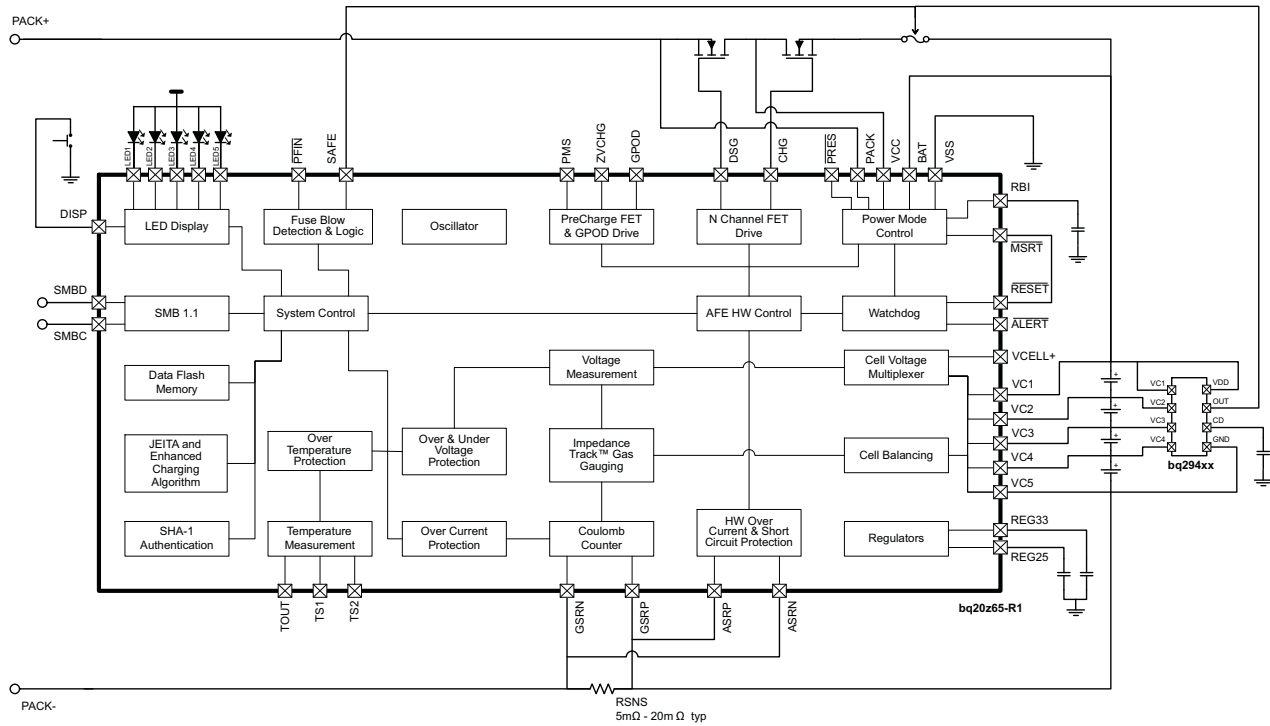 PACK+
LED1
LED2
LED3
LED4
LED5
PFIN
SAFE
PMS
ZVCHG
GPOD
DSG
CHG
PRES
PACK
VCC
BAT
VSS
DISP
LED Display
Fuse Blow
Detection & Logic
Oscillator
PreCharge FET
& GPOD Drive
N Channel FET
Drive
Power Mode
Control
RBI
MSRT
RESET
ALERT
SMBD
SMBC
SMB 1.1
System Control
AFE HW Control
Watchdog
Data Flash
Memory
Voltage
Measurement
Cell Voltage
Multiplexer
VCELL+
VC1
VC2
VC3
VC4
VC5
VC1
VC2
VC3
VC4
VDD
OUT
CD
GND
bq294xx
+
+
+
+
JEITA and
Enhanced
Charging
Algorithm
Over
Temperature
Protection
Over & Under
Voltage
Protection
Impedance
Track™ Gas
Gauging
Cell Balancing
SHA-1
Authentication
Temperature
Measurement
Over Current
Protection
Coulomb
Counter
HW Over
Current & Short
Circuit Protection
Regulators
REG33
REG25
TOUT
TS1
TS2
GSRN
GSRP
ASRP
ASRN
bq20z65-R1
PACK-
RSNS
5mΩ - 20m Ω typ